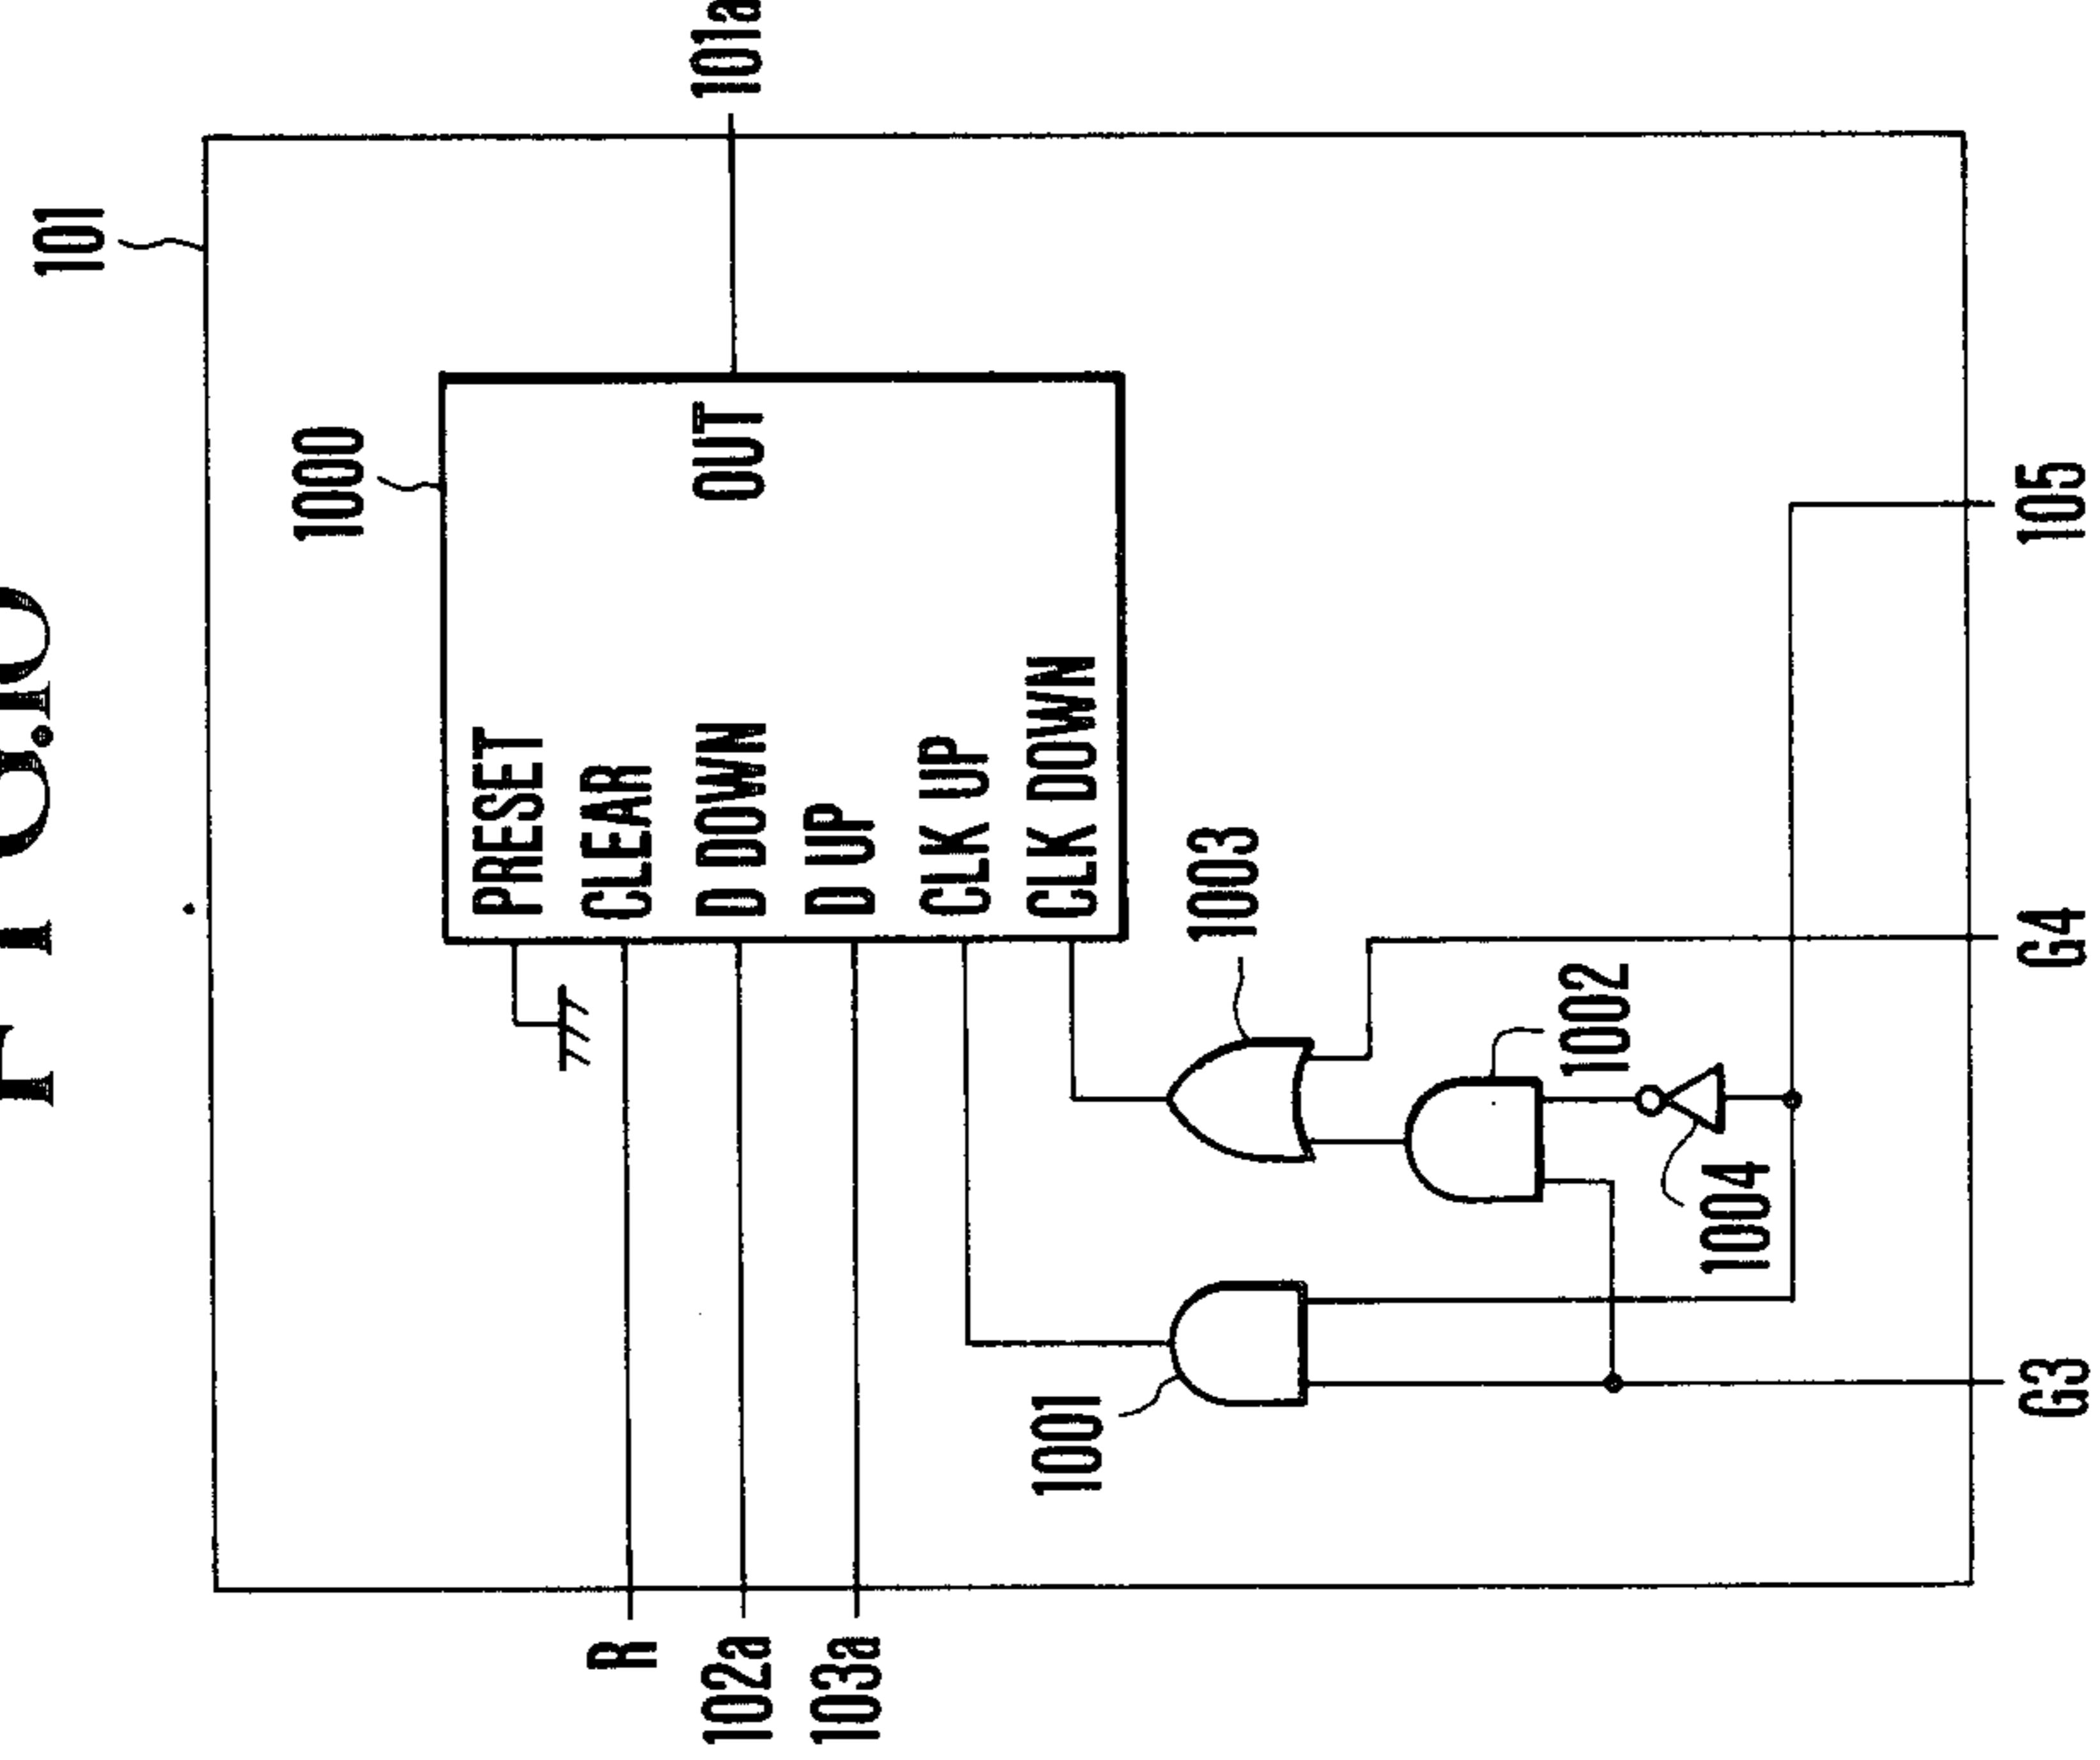 F I G.10
101
1000
PRESET
R
CLEAR
102a
D DOWN
OUT
101a
103a
D UP
CLK UP
CLK DOWN
1001
1003
1002
1004
G3
G4
105